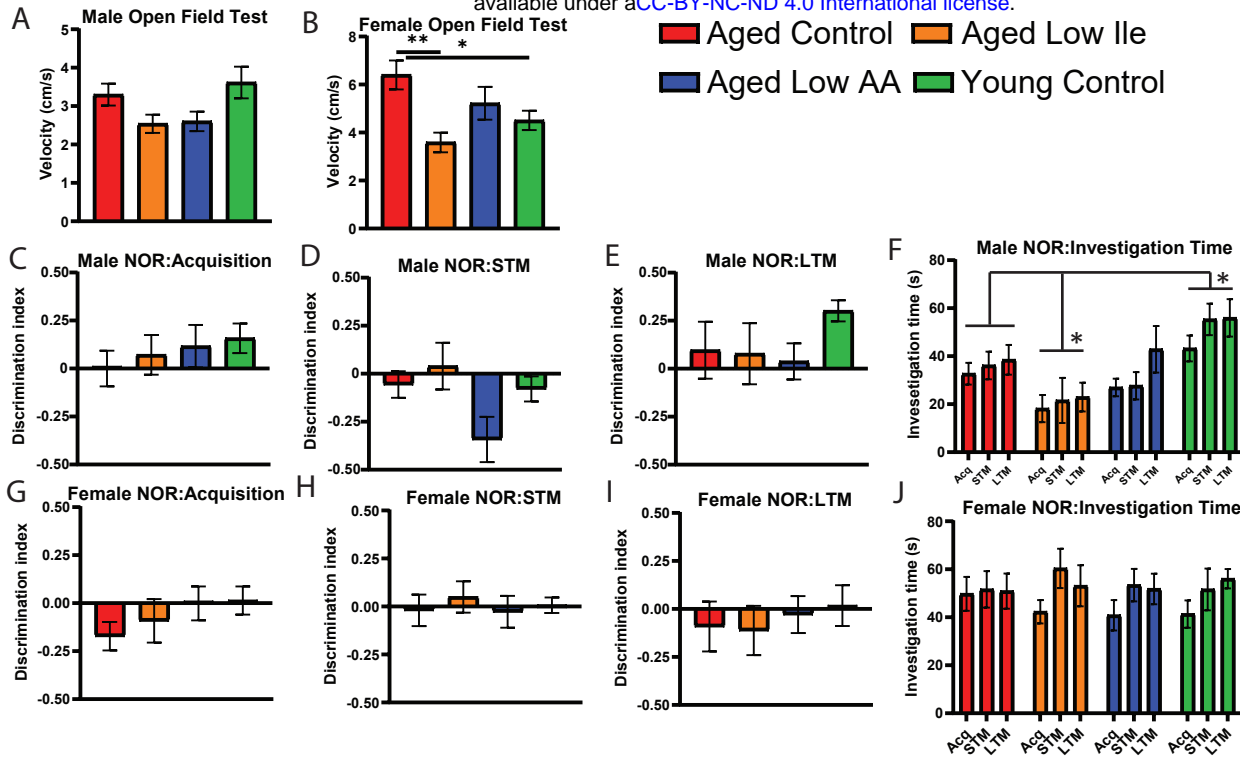 available under aCC-BY-NC-ND 4.0 International license.
Aged Control Aged Low Ile
Aged Low AA Young Control
A
Male Open Field Test
Velocity (cm/s)
5
4
3
2
1
0
B
Female Open Field Test
Velocity (cm/s)
8
6
4
2
0
**
*
C
Male NOR:Acquisition
Discrimination index
0.50
0.25
0.00
-0.25
-0.50
D
Male NOR:STM
Discrimination index
0.50
0.25
0.00
-0.25
-0.50
E
Male NOR:LTM
Discrimination index
0.50
0.25
0.00
-0.25
-0.50
F
Male NOR:Investigation Time
Invesetigation time (s)
80
60
40
20
0
*
*
Acq STM LTM Acq STM LTM Acq STM LTM Acq STM LTM
G
Female NOR:Acquisition
Discrimination index
0.50
0.25
0.00
-0.25
-0.50
H
Female NOR:STM
Discrimination index
0.50
0.25
0.00
-0.25
-0.50
I
Female NOR:LTM
Discrimination index
0.50
0.25
0.00
-0.25
-0.50
J
Female NOR:Investigation Time
Investigation time (s)
80
60
40
20
0
Acq STM LTM Acq STM LTM Acq STM LTM Acq STM LTM